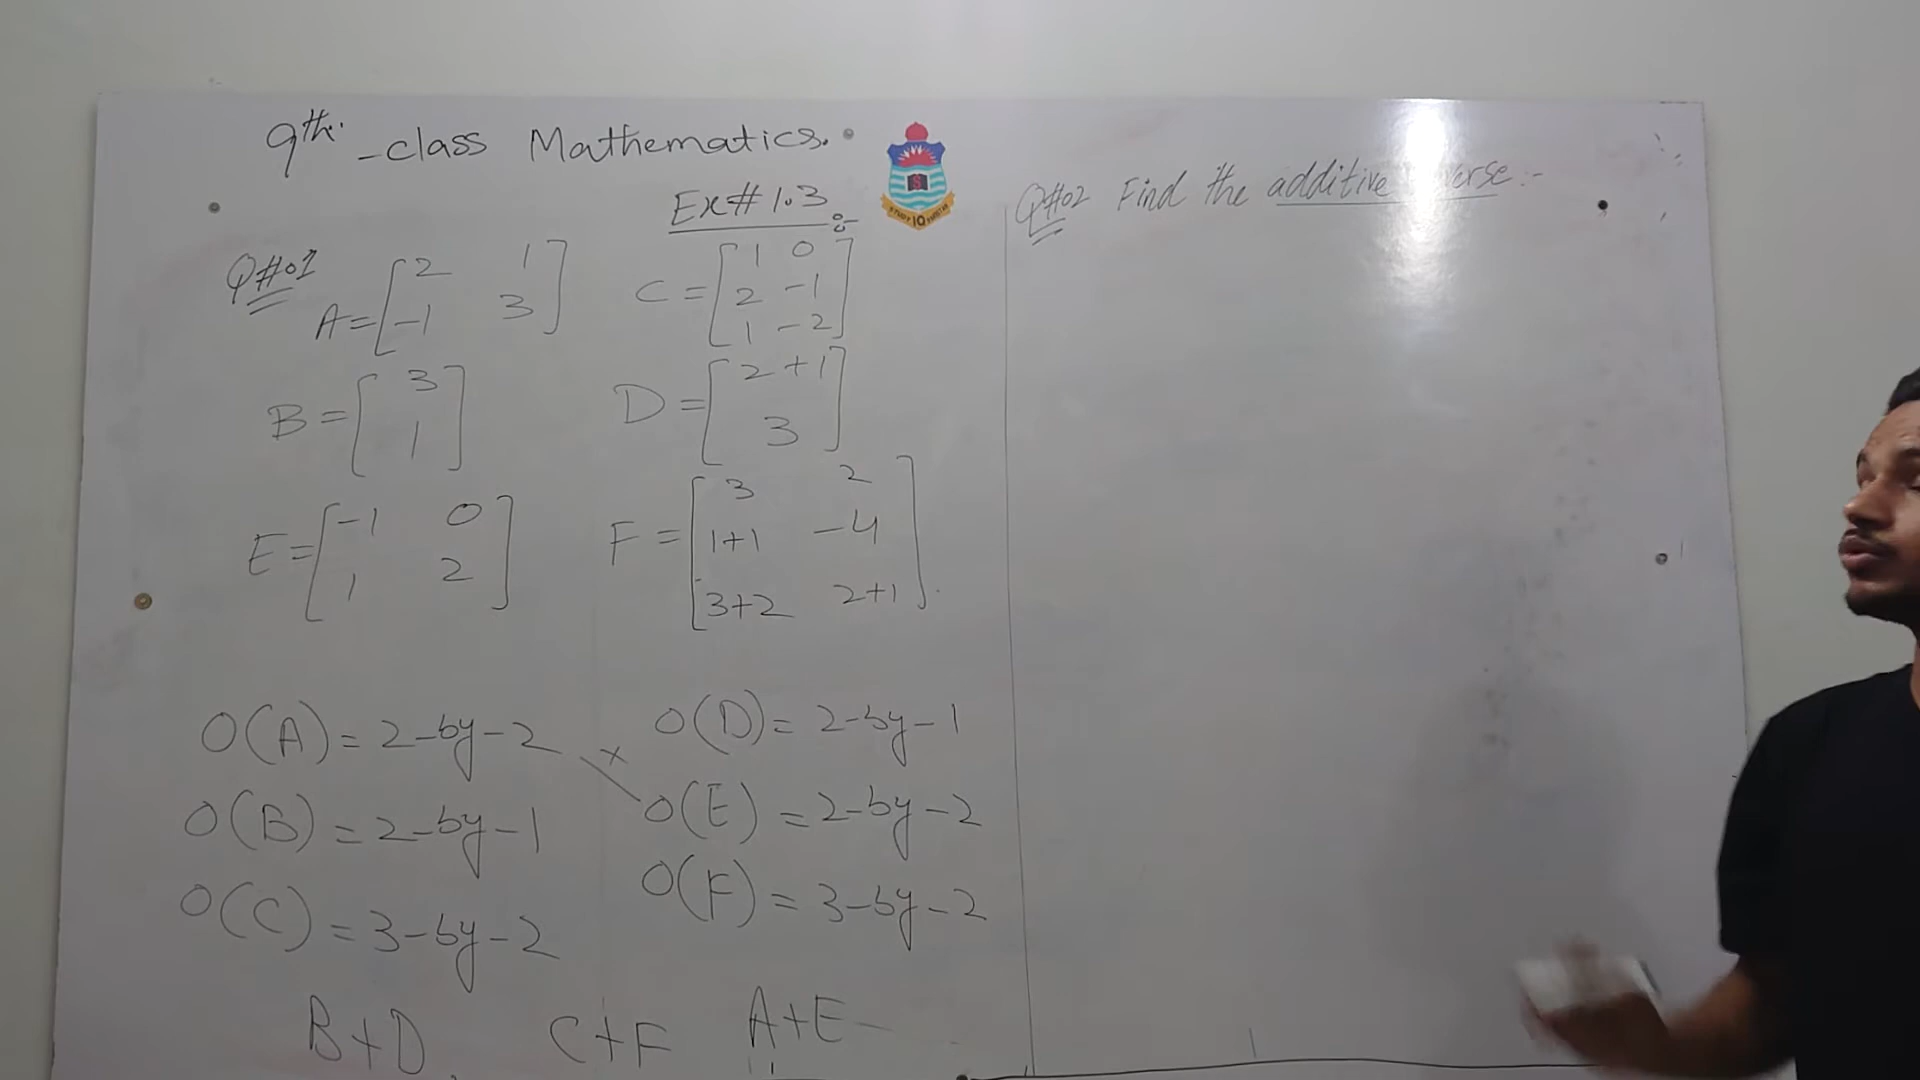 9th. - class Mathematics.
Ex# 1.3 :-
Q#01
A = [2 1
-1 3]
C = [1 0
2 -1
1 -2]
B = [3
1]
D = [2+1
3]
E = [-1 0
1 2]
F = [3 2
1+1 -4
3+2 2+1].
O(A) = 2-by-2
O(D) = 2-by-1
×
O(B) = 2-by-1
O(E) = 2-by-2
O(C) = 3-by-2
O(F) = 3-by-2
B+D, C+F A+E
Q#02 Find the additive :-
10